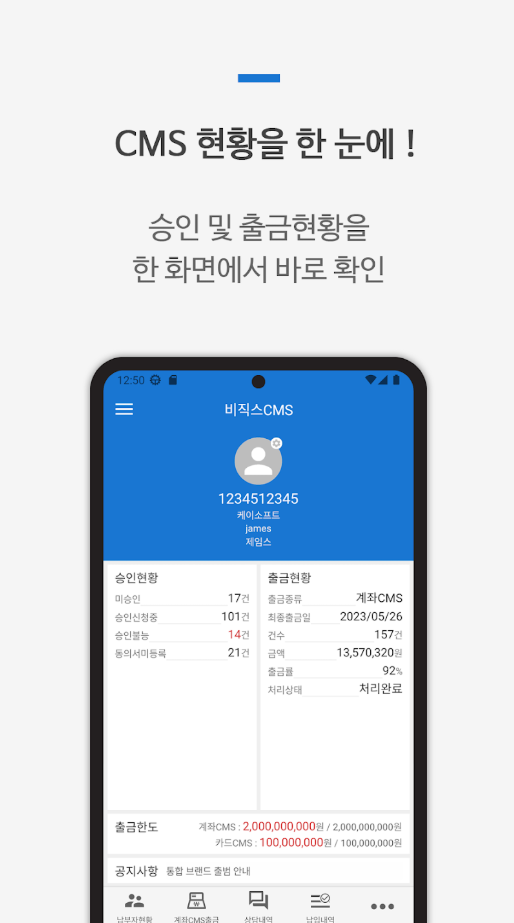 CMS 현황을 한 눈에 !
승인 및 출금현황을
한 화면에서 바로 확인
12:50
비직스CMS
1234512345
케이소프드
james
제임스
승인현황
미승인 17건
승인신청중 101건
승인불능 14건
동의서미등록 21건
출금현황
출금종류 계좌CMS
최종출금일 2023/05/26
건수 157건
금액 13,570,320원
출금률 92%
처리상태 처리완료
출금한도 계좌CMS : 2,000,000,000원 / 2,000,000,000원
카드CMS : 100,000,000원 / 100,000,000원
공지사항 통합 브랜드 출범 안내
납부자현황 계좌CMS출금 상담내역 납입내역